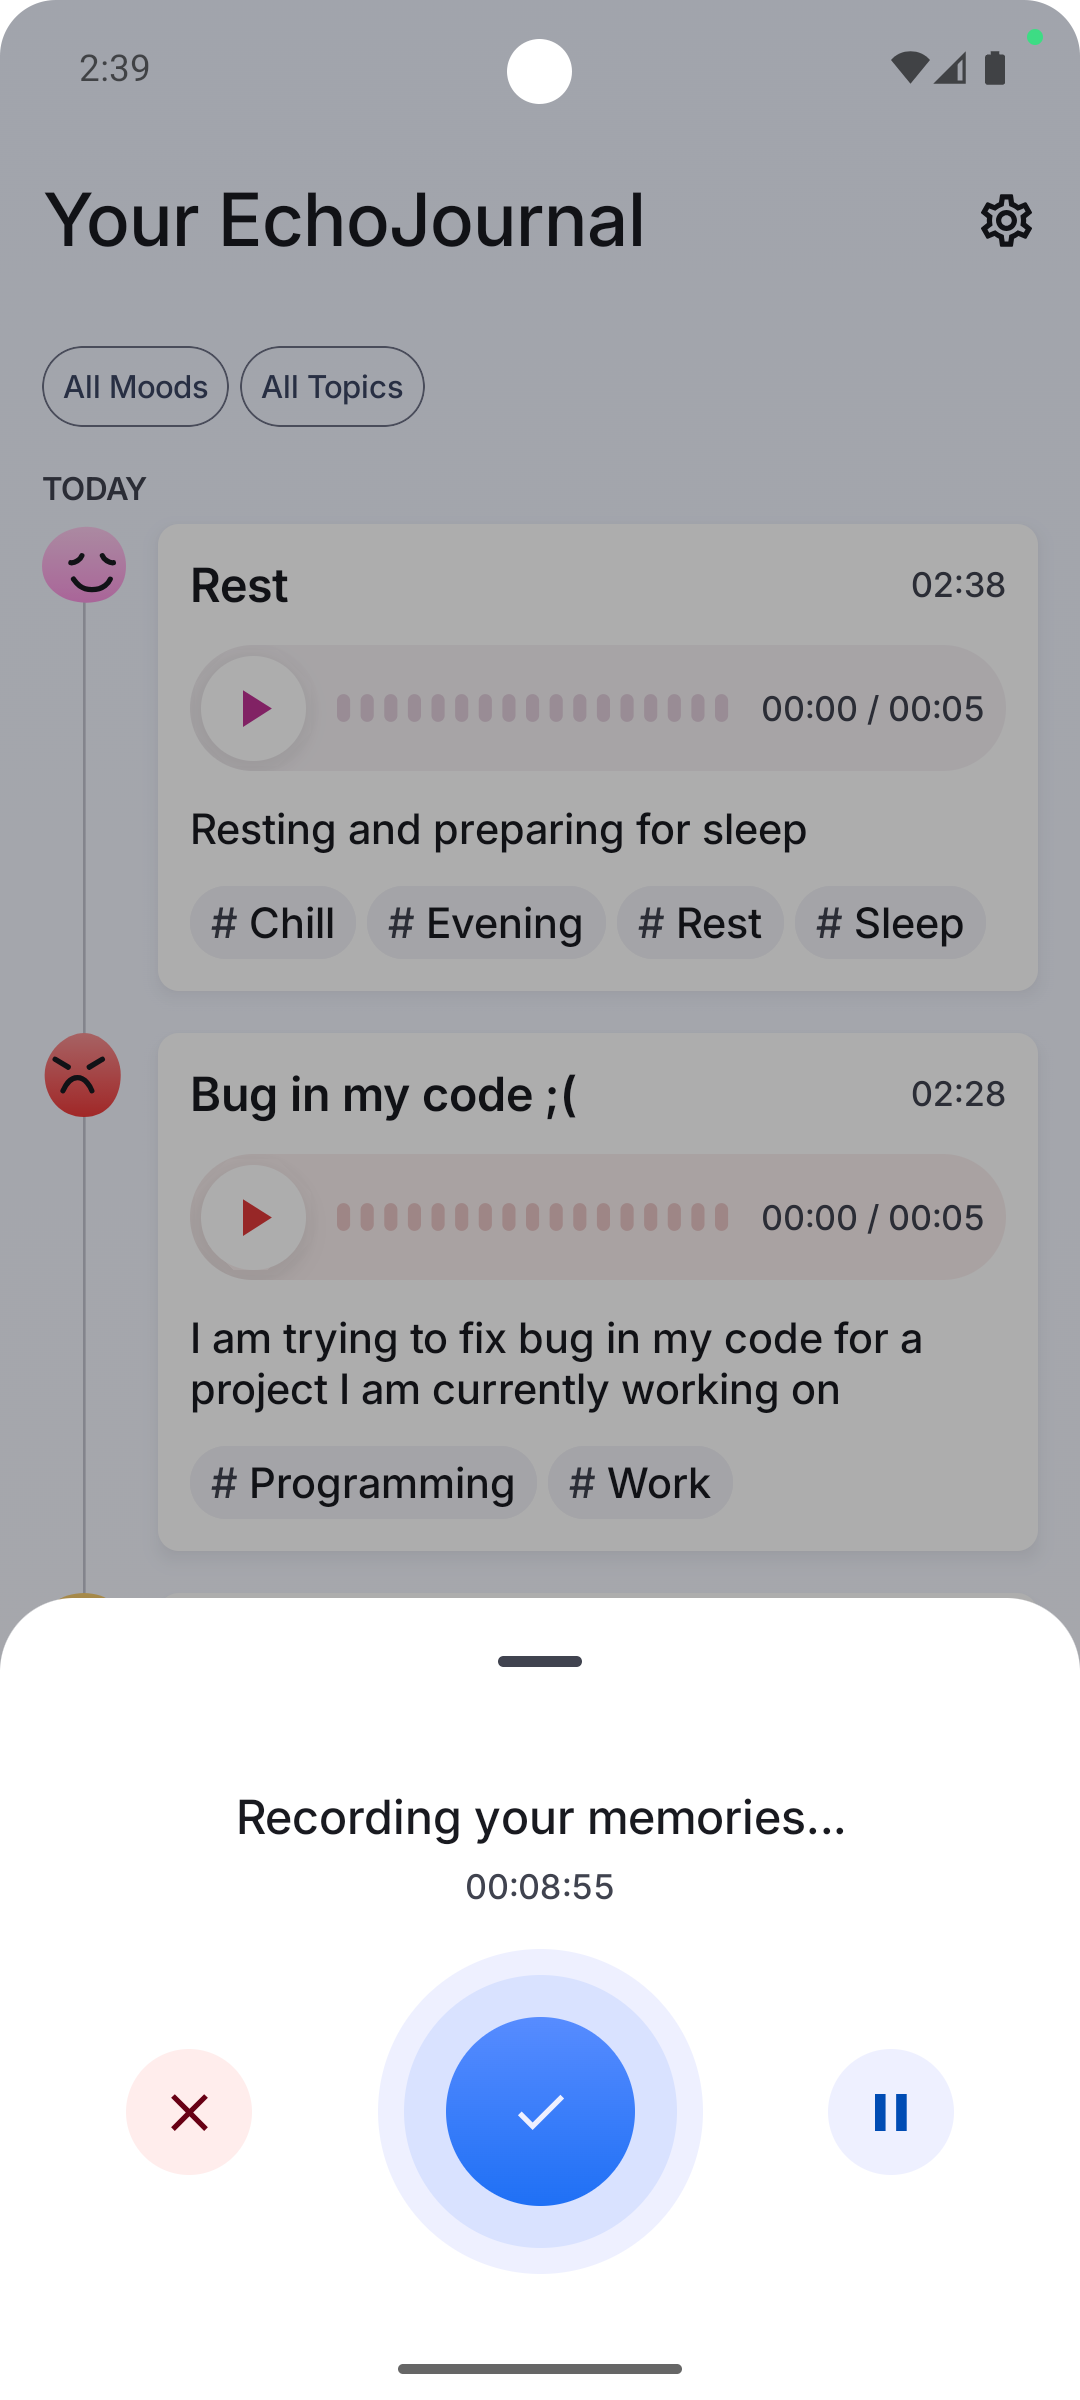 2:39
Your EchoJournal
All Moods
All Topics
TODAY
Rest
02:38
00:00 / 00:05
Resting and preparing for sleep
# Chill
# Evening
# Rest
# Sleep
Bug in my code ;(
02:28
00:00 / 00:05
I am trying to fix bug in my code for a
project I am currently working on
# Programming
# Work
Recording your memories...
00:08:55